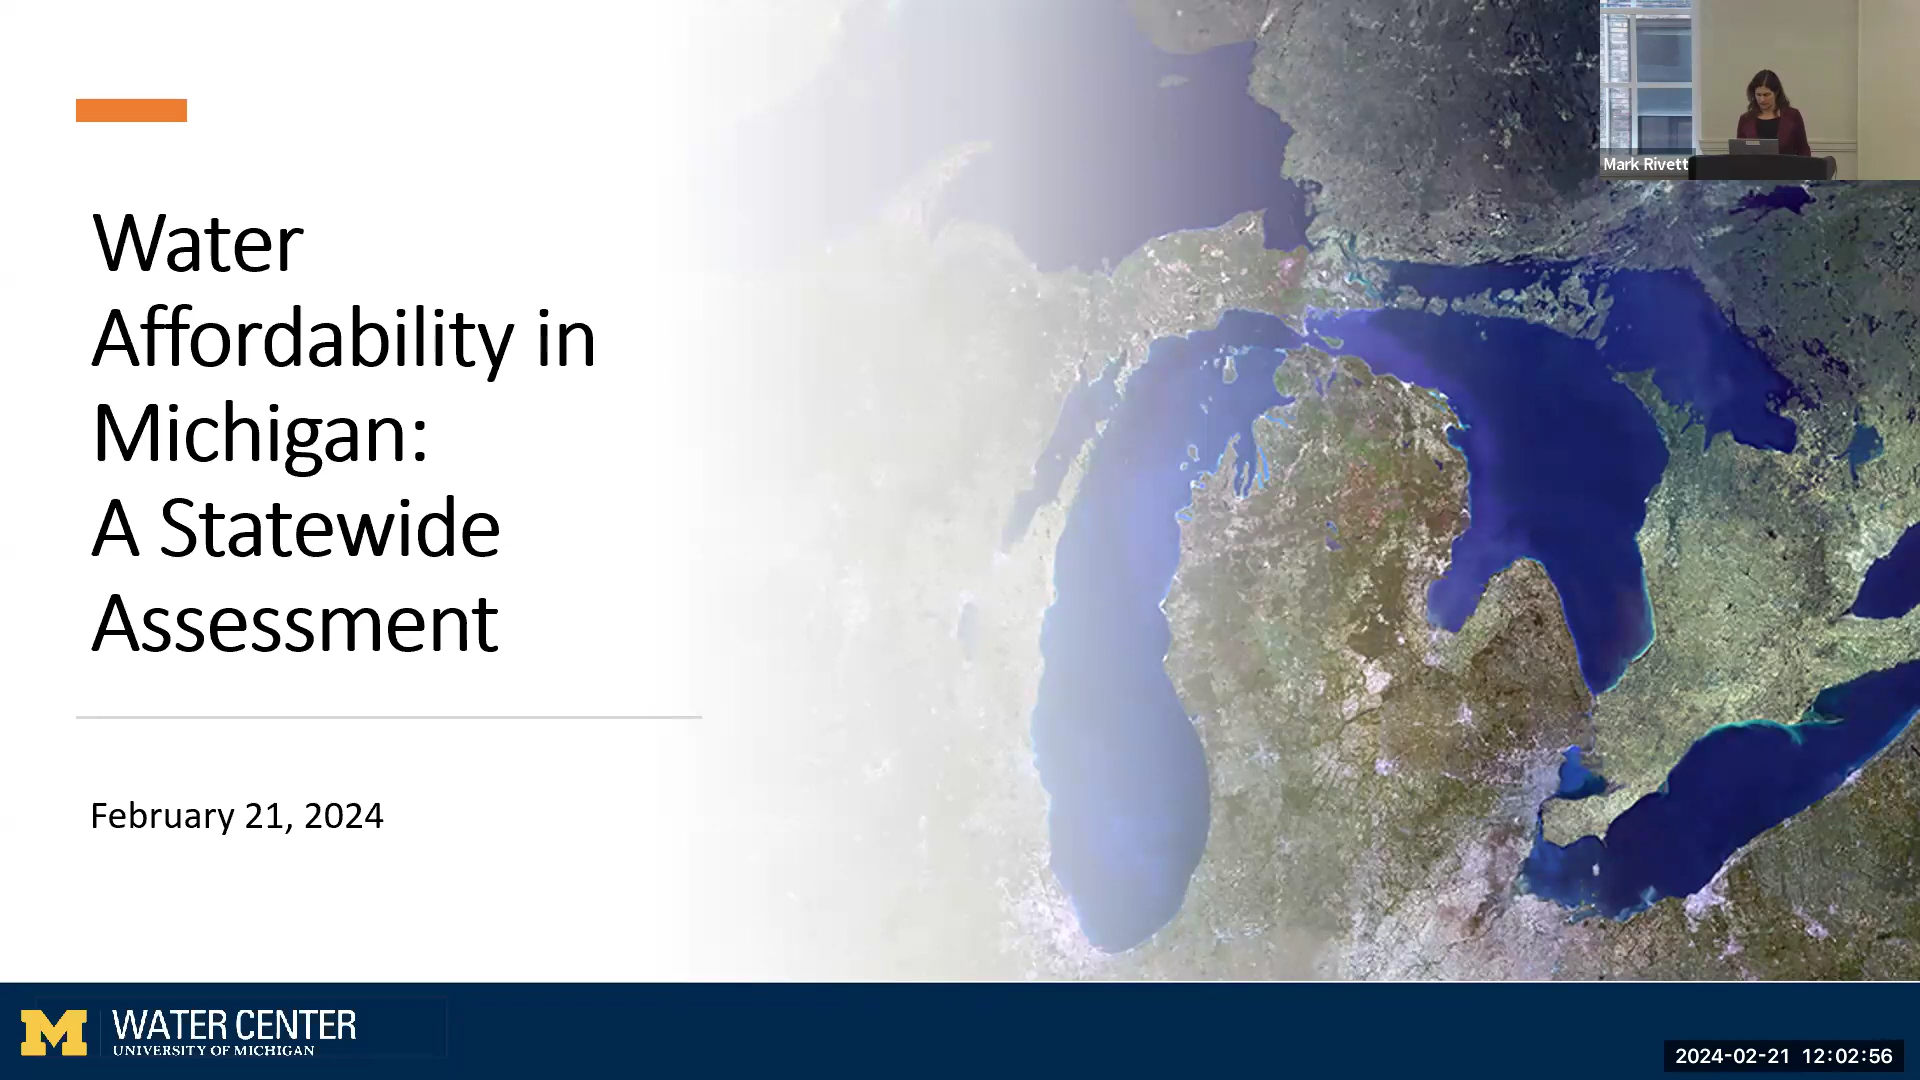 Mark Rivett
Water
Affordability in
Michigan:
A Statewide
Assessment
February 21, 2024
M WATER CENTER
UNIVERSITY OF MICHIGAN
2024-02-21 12:02:56